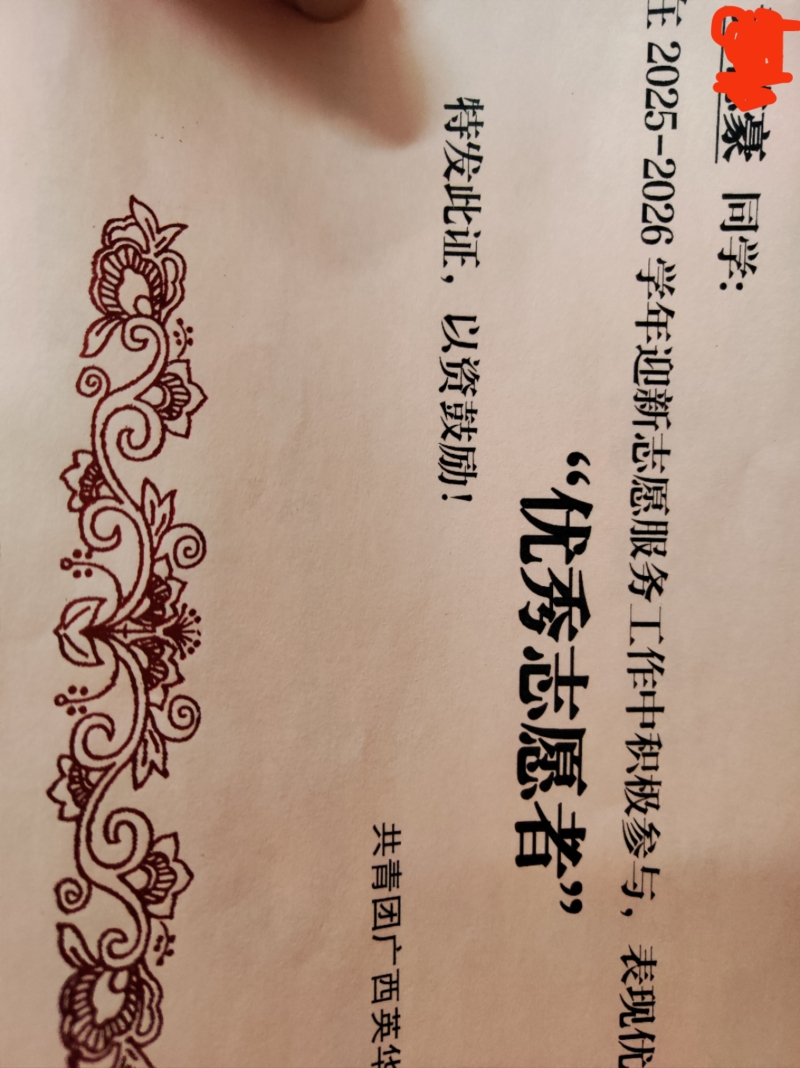 豪 同学:
在 2025-2026 学年迎新志愿服务工作中积极参与，表现优
“优秀志愿者”
特发此证，以资鼓励！
共青团广西英华